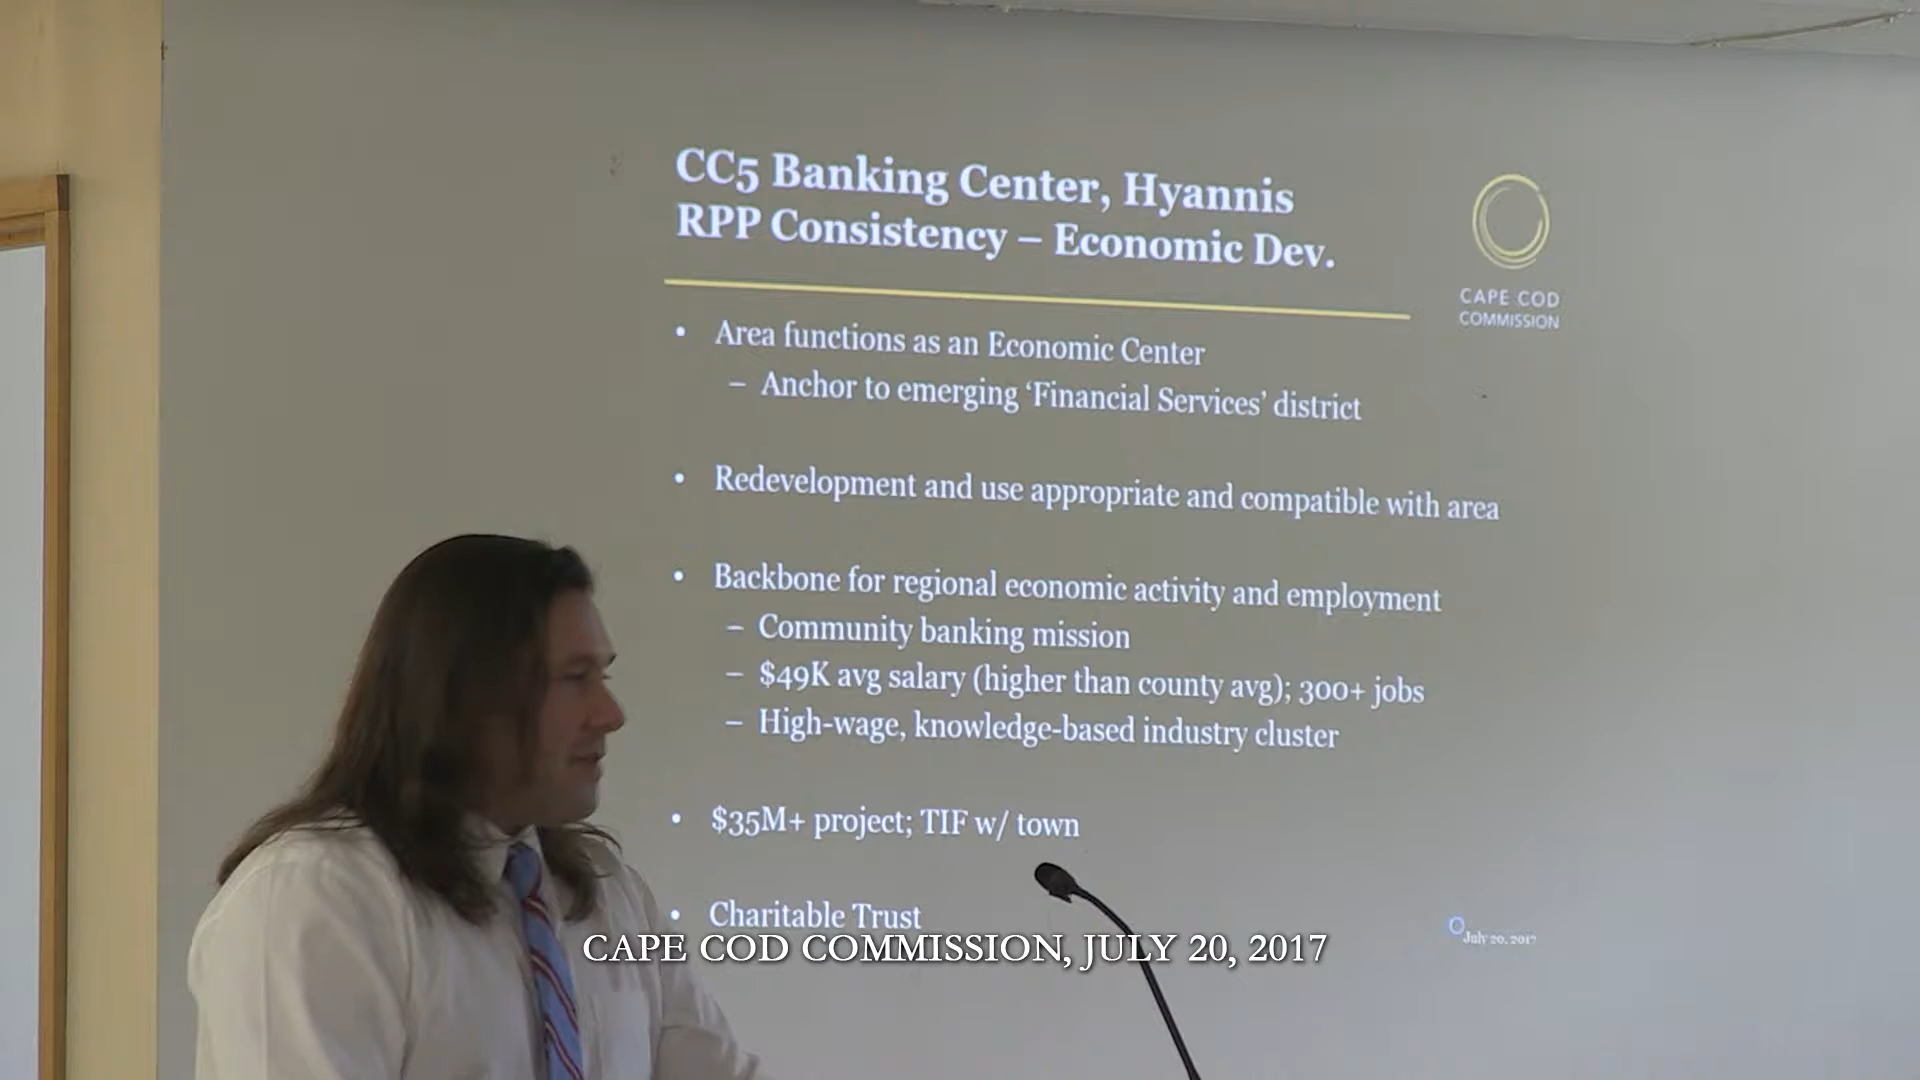 CC5 Banking Center, Hyannis
RPP Consistency – Economic Dev.
CAPE COD
COMMISSION
• Area functions as an Economic Center
– Anchor to emerging ‘Financial Services’ district
• Redevelopment and use appropriate and compatible with area
• Backbone for regional economic activity and employment
– Community banking mission
– $49K avg salary (higher than county avg); 300+ jobs
– High-wage, knowledge-based industry cluster
• $35M+ project; TIF w/ town
• Charitable Trust
July 20, 2017
CAPE COD COMMISSION, JULY 20, 2017